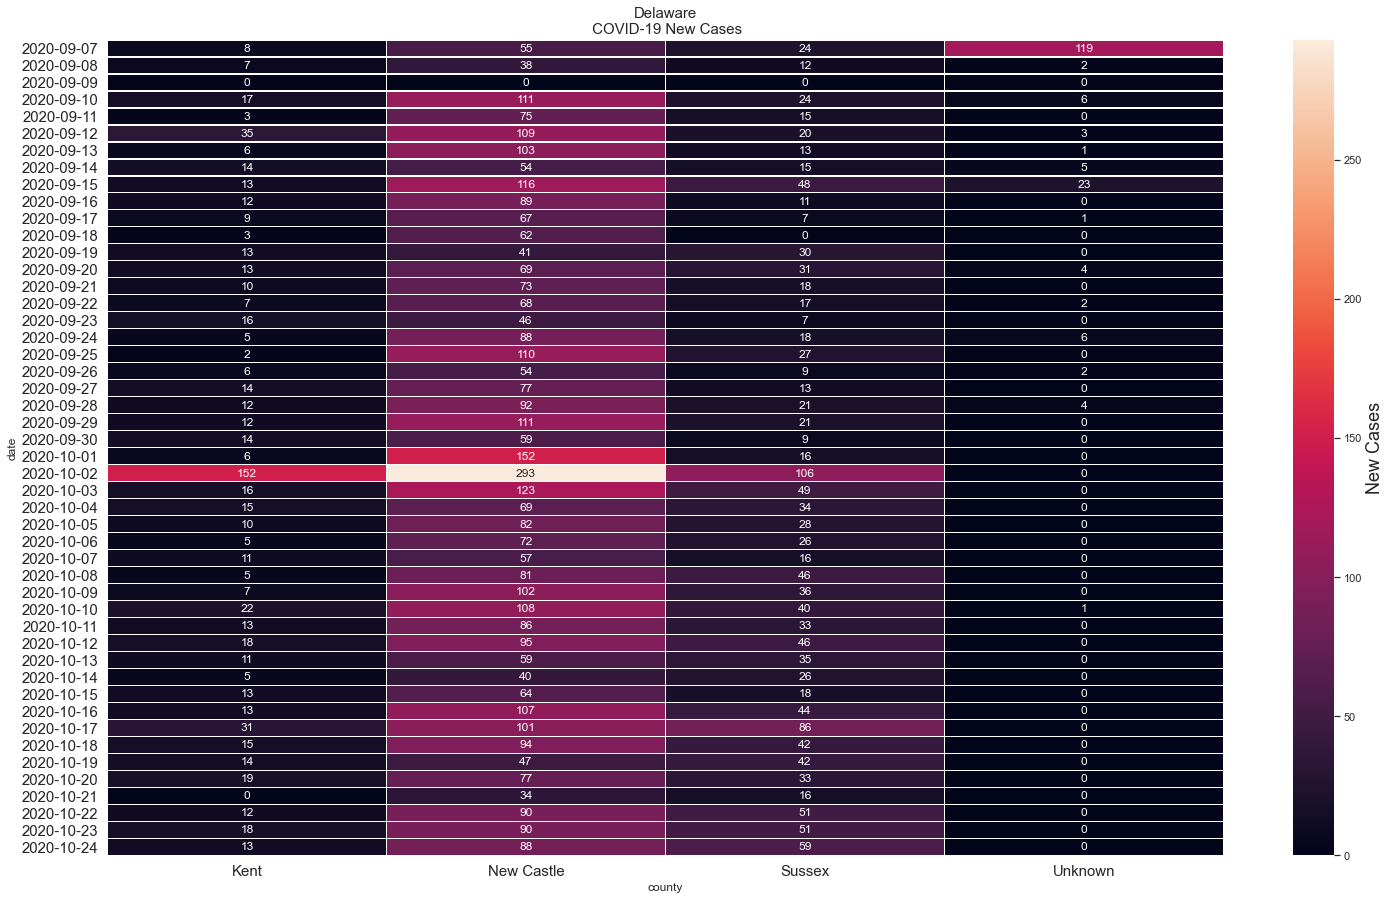 Delaware
COVID-19 New Cases
2020-09-07 8 55 24 119
2020-09-08 7 38 12 2
2020-09-09 0 0 0 0
2020-09-10 17 111 24 6
2020-09-11 3 75 15 0
2020-09-12 35 109 20 3
2020-09-13 6 103 13 1
2020-09-14 14 54 15 5
2020-09-15 13 116 48 23
2020-09-16 12 89 11 0
2020-09-17 9 67 7 1
2020-09-18 3 62 0 0
2020-09-19 13 41 30 0
2020-09-20 13 69 31 4
2020-09-21 10 73 18 0
2020-09-22 7 68 17 2
2020-09-23 16 46 7 0
2020-09-24 5 88 18 6
2020-09-25 2 110 27 0
2020-09-26 6 54 9 2
2020-09-27 14 77 13 0
2020-09-28 12 92 21 4
2020-09-29 12 111 21 0
2020-09-30 14 59 9 0
2020-10-01 6 152 16 0
2020-10-02 152 293 106 0
2020-10-03 16 123 49 0
2020-10-04 15 69 34 0
2020-10-05 10 82 28 0
2020-10-06 5 72 26 0
2020-10-07 11 57 16 0
2020-10-08 5 81 46 0
2020-10-09 7 102 36 0
2020-10-10 22 108 40 1
2020-10-11 13 86 33 0
2020-10-12 18 95 46 0
2020-10-13 11 59 35 0
2020-10-14 5 40 26 0
2020-10-15 13 64 18 0
2020-10-16 13 107 44 0
2020-10-17 31 101 86 0
2020-10-18 15 94 42 0
2020-10-19 14 47 42 0
2020-10-20 19 77 33 0
2020-10-21 0 34 16 0
2020-10-22 12 90 51 0
2020-10-23 18 90 51 0
2020-10-24 13 88 59 0
Kent New Castle Sussex Unknown
county
date
250
200
150
100
50
0
New Cases